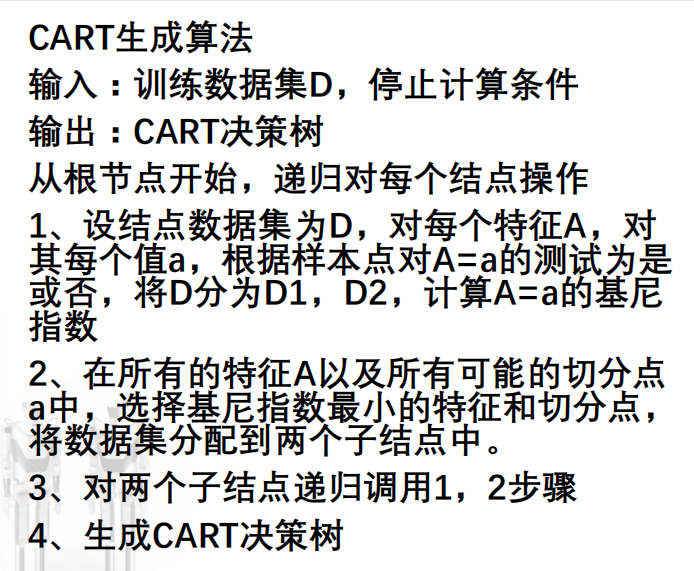 CART生成算法
输入：训练数据集D，停止计算条件
输出：CART决策树
从根节点开始，递归对每个结点操作
1、设结点数据集为D，对每个特征A，对
其每个值a，根据样本点对A=a的测试为是
或否，将D分为D1，D2，计算A=a的基尼
指数
2、在所有的特征A以及所有可能的切分点
a中，选择基尼指数最小的特征和切分点，
将数据集分配到两个子结点中。
3、对两个子结点递归调用1，2步骤
4、生成CART决策树